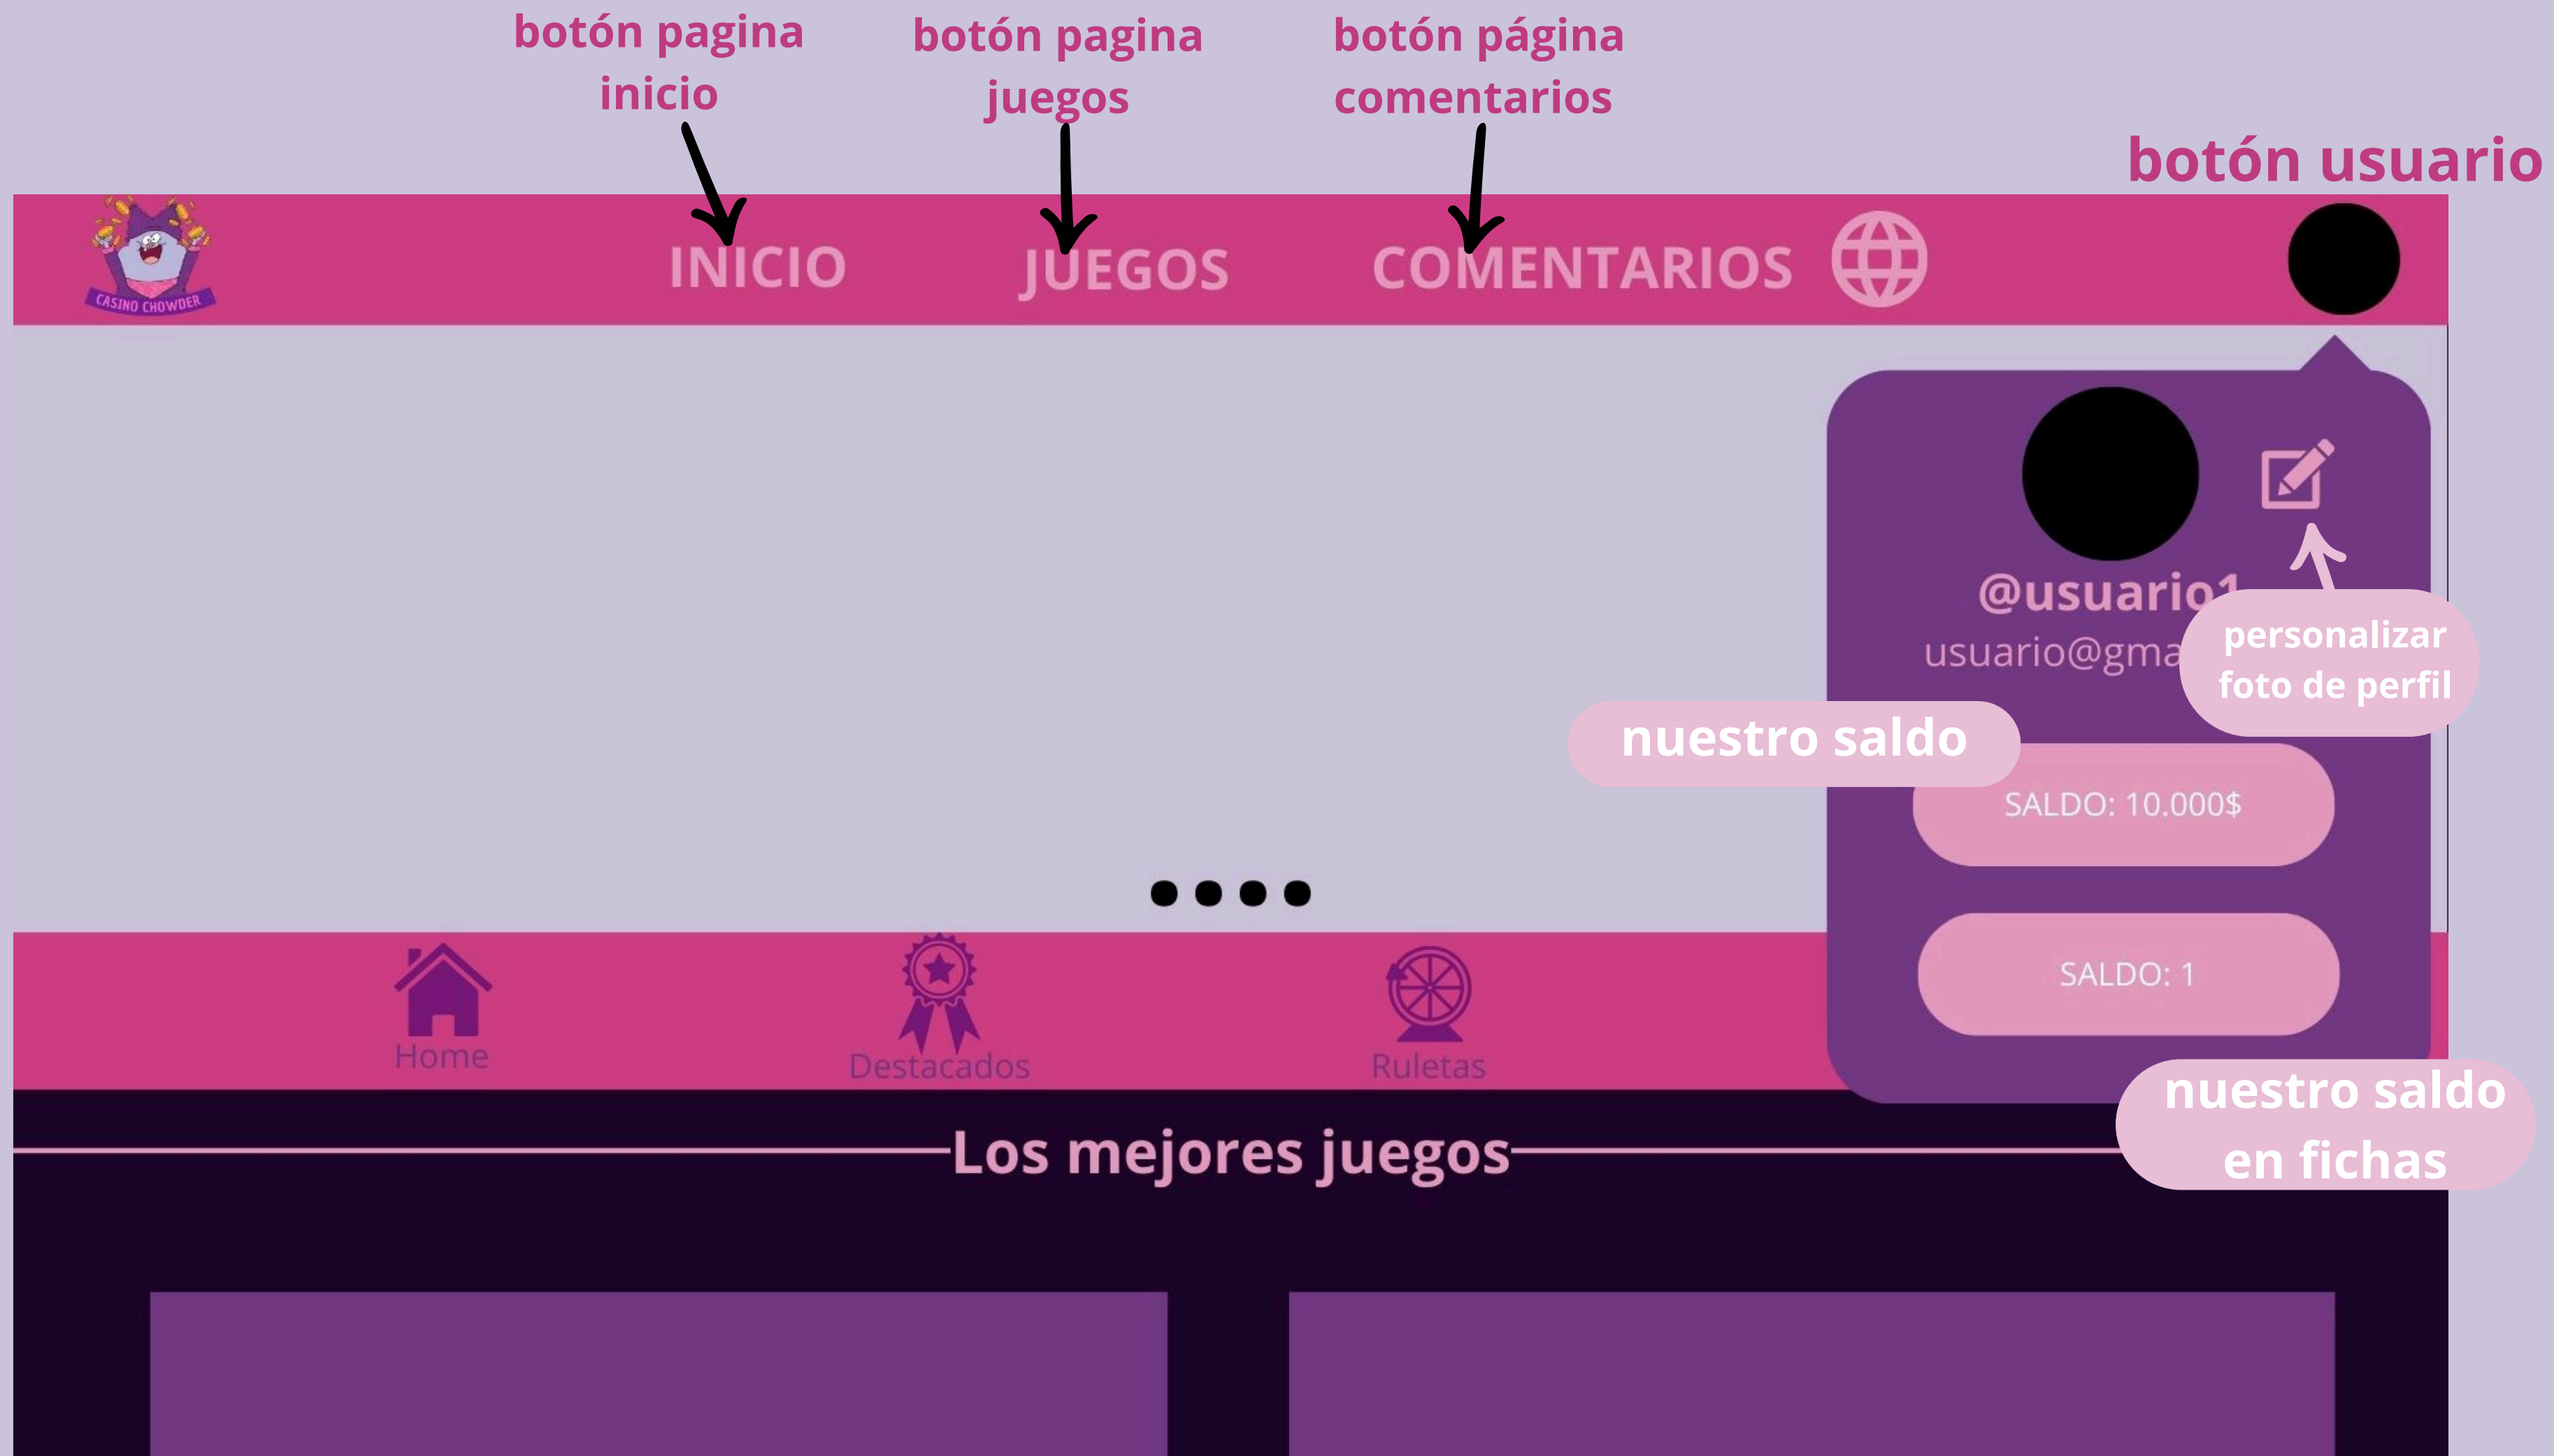 botón pagina
inicio
botón pagina
juegos
botón página
comentarios
botón usuario
CASINO CHOWDER
INICIO
JUEGOS
COMENTARIOS
@usuario1
usuario@gma
personalizar
foto de perfil
nuestro saldo
SALDO: 10.000$
SALDO: 1
Home
Destacados
Ruletas
nuestro saldo
en fichas
Los mejores juegos